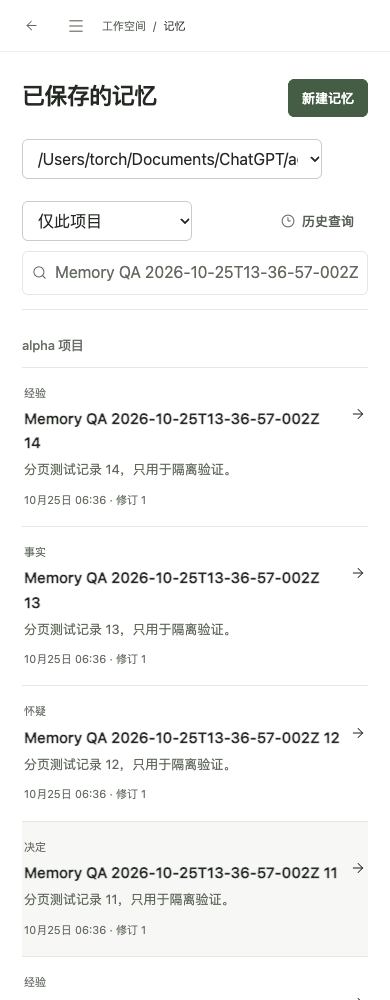 工作空间 / 记忆
已保存的记忆
新建记忆
/Users/torch/Documents/ChatGPT/a
仅此项目
历史查询
Memory QA 2026-10-25T13-36-57-002Z
alpha 项目
经验
Memory QA 2026-10-25T13-36-57-002Z
14
分页测试记录 14，只用于隔离验证。
10月25日 06:36 · 修订 1
事实
Memory QA 2026-10-25T13-36-57-002Z
13
分页测试记录 13，只用于隔离验证。
10月25日 06:36 · 修订 1
怀疑
Memory QA 2026-10-25T13-36-57-002Z 12
分页测试记录 12，只用于隔离验证。
10月25日 06:36 · 修订 1
决定
Memory QA 2026-10-25T13-36-57-002Z 11
分页测试记录 11，只用于隔离验证。
10月25日 06:36 · 修订 1
经验